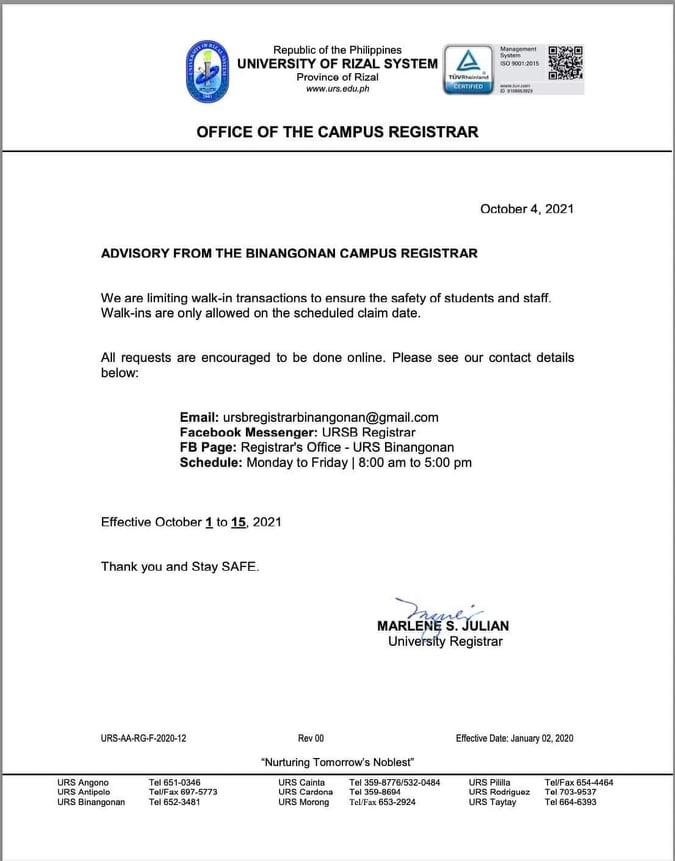 Republic of the Philippines
UNIVERSITY OF RIZAL SYSTEM
Province of Rizal
www.urs.edu.ph
TÜVRheinland
CERTIFIED
Management
System
ISO 9001:2015
www.tuv.com
OFFICE OF THE CAMPUS REGISTRAR
October 4, 2021
ADVISORY FROM THE BINANGONAN CAMPUS REGISTRAR
We are limiting walk-in transactions to ensure the safety of students and staff.
Walk-ins are only allowed on the scheduled claim date.
All requests are encouraged to be done online. Please see our contact details
below:
Email: ursbregistrarbinangonan@gmail.com
Facebook Messenger: URSB Registrar
FB Page: Registrar's Office - URS Binangonan
Schedule: Monday to Friday | 8:00 am to 5:00 pm
Effective October 1 to 15, 2021
Thank you and Stay SAFE.
MARLENE S. JULIAN
University Registrar
URS-AA-RG-F-2020-12 Rev 00 Effective Date: January 02, 2020
“Nurturing Tomorrow's Noblest”
URS Angono Tel 651-0346 URS Cainta Tel 359-8776/532-0484 URS Pililla Tel/Fax 654-4464
URS Antipolo Tel/Fax 697-5773 URS Cardona Tel 359-8694 URS Rodriguez Tel 703-9537
URS Binangonan Tel 652-3481 URS Morong Tel/Fax 653-2924 URS Taytay Tel 664-6393